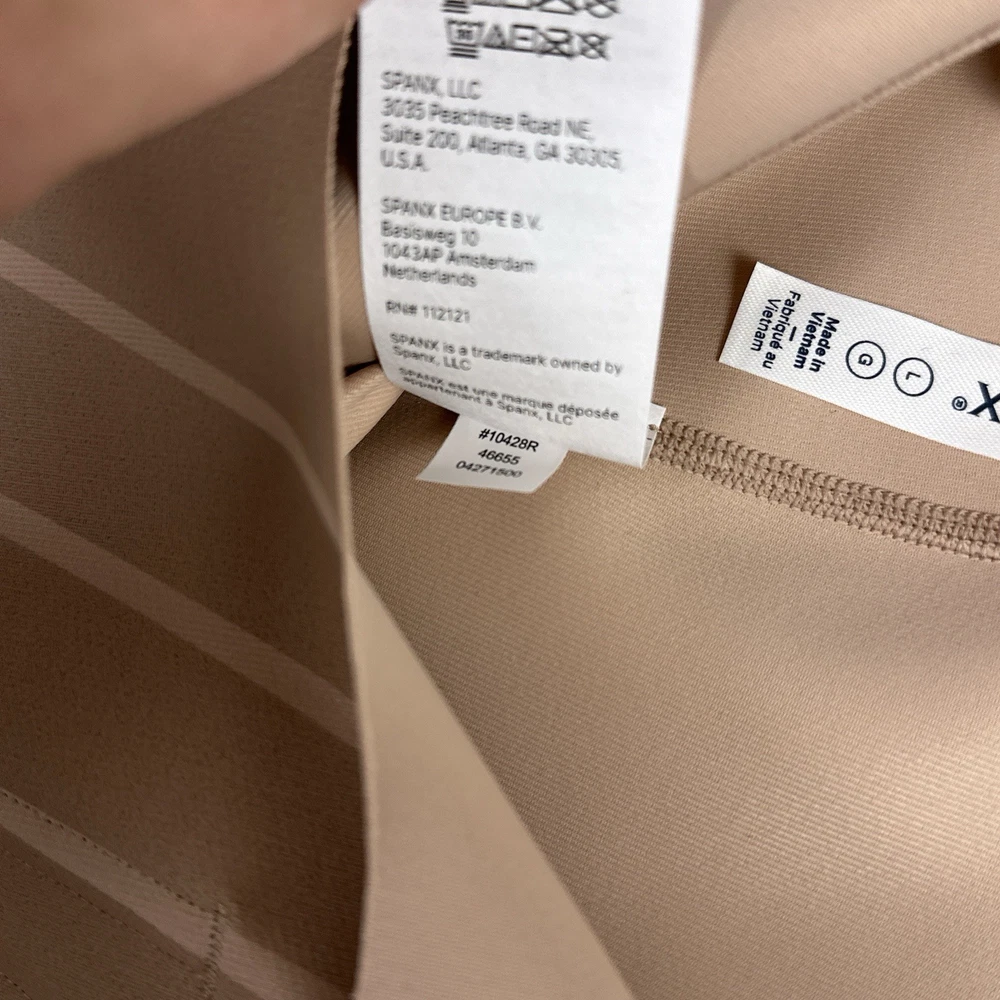 SPANX, LLC
3035 Peachtree Road NE,
Suite 200, Atlanta, GA 30305,
U.S.A.
SPANX EUROPE B.V.
Basisweg 10
1043AP Amsterdam
Netherlands
RN# 112121
SPANX is a trademark owned by
Spanx, LLC
SPANX est une marque déposée
appartenant à Spanx, LLC
#10428R
46655
04271500
X®
L
G
Made in
Vietnam
—
Fabriqué au
Vietnam